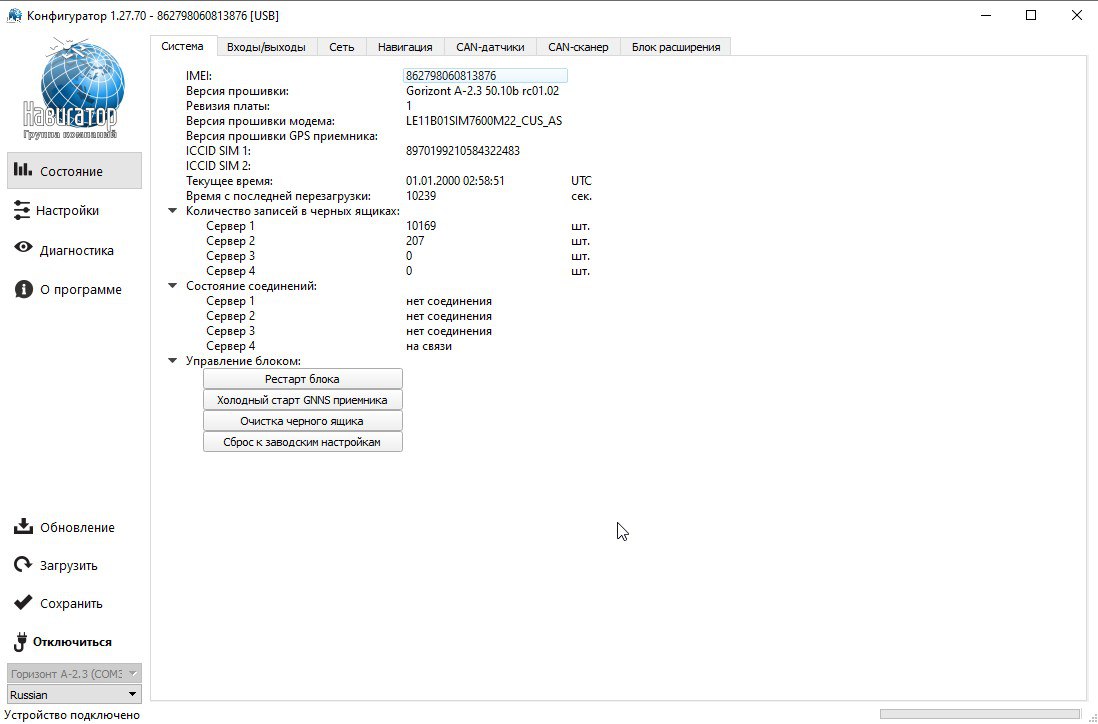 Конфигуратор 1.27.70 - 862798060813876 [USB]
Навигатор
Группа компаний
Состояние
Настройки
Диагностика
О программе
Обновление
Загрузить
Сохранить
Отключиться
Горизонт А-2.3 (COM3
Russian
Устройство подключено
Система Входы/выходы Сеть Навигация CAN-датчики CAN-сканер Блок расширения
IMEI: 862798060813876
Версия прошивки: Gorizont A-2.3 50.10b rc01.02
Ревизия платы: 1
Версия прошивки модема: LE11B01SIM7600M22_CUS_AS
Версия прошивки GPS приемника:
ICCID SIM 1: 8970199210584322483
ICCID SIM 2:
Текущее время: 01.01.2000 02:58:51 UTC
Время с последней перезагрузки: 10239 сек.
Количество записей в черных ящиках:
Сервер 1 10169 шт.
Сервер 2 207 шт.
Сервер 3 0 шт.
Сервер 4 0 шт.
Состояние соединений:
Сервер 1 нет соединения
Сервер 2 нет соединения
Сервер 3 нет соединения
Сервер 4 на связи
Управление блоком:
Рестарт блока
Холодный старт GNNS приемника
Очистка черного ящика
Сброс к заводским настройкам